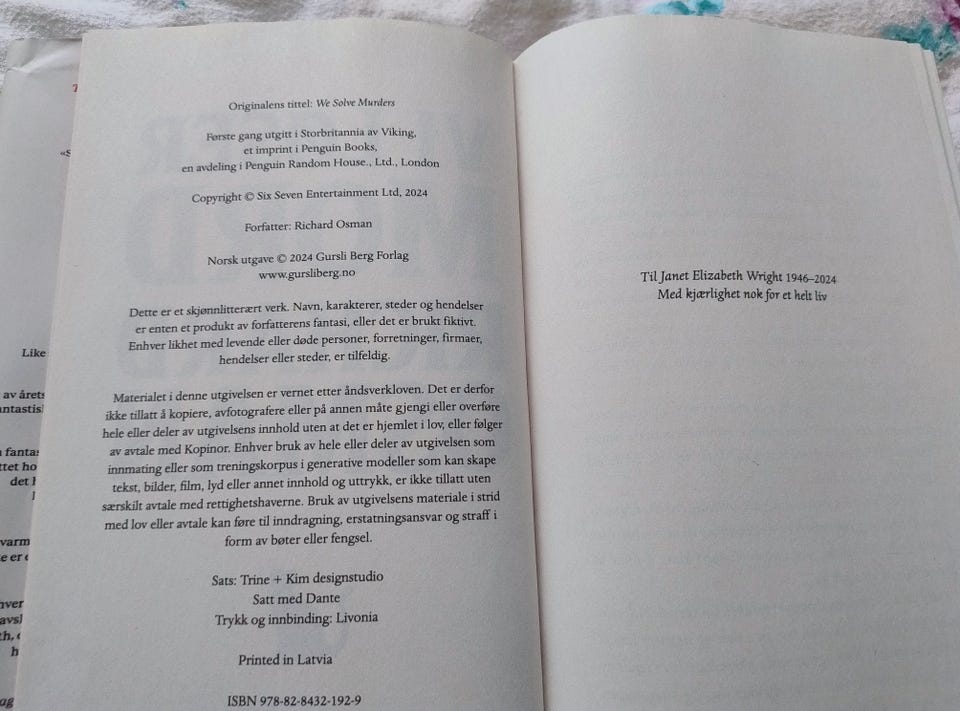 Originalens tittel: We Solve Murders
Første gang utgitt i Storbritannia av Viking,
et imprint i Penguin Books,
en avdeling i Penguin Random House., Ltd., London
Copyright © Six Seven Entertainment Ltd, 2024
Forfatter: Richard Osman
Norsk utgave © 2024 Gursli Berg Forlag
www.gursliberg.no
Dette er et skjønnlitterært verk. Navn, karakterer, steder og hendelser
er enten et produkt av forfatterens fantasi, eller det er brukt fiktivt.
Enhver likhet med levende eller døde personer, forretninger, firmaer,
hendelser eller steder, er tilfeldig.
Materialet i denne utgivelsen er vernet etter åndsverkloven. Det er derfor
ikke tillatt å kopiere, avfotografere eller på annen måte gjengi eller overføre
hele eller deler av utgivelsens innhold uten at det er hjemlet i lov, eller følger
av avtale med Kopinor. Enhver bruk av hele eller deler av utgivelsen som
innmating eller som treningskorpus i generative modeller som kan skape
tekst, bilder, film, lyd eller annet innhold og uttrykk, er ikke tillatt uten
særskilt avtale med rettighetshaverne. Bruk av utgivelsens materiale i strid
med lov eller avtale kan føre til inndragning, erstatningsansvar og straff i
form av bøter eller fengsel.
Sats: Trine + Kim designstudio
Satt med Dante
Trykk og innbinding: Livonia
Printed in Latvia
ISBN 978-82-8432-192-9
Til Janet Elizabeth Wright 1946–2024
Med kjærlighet nok for et helt liv
Like
av årets